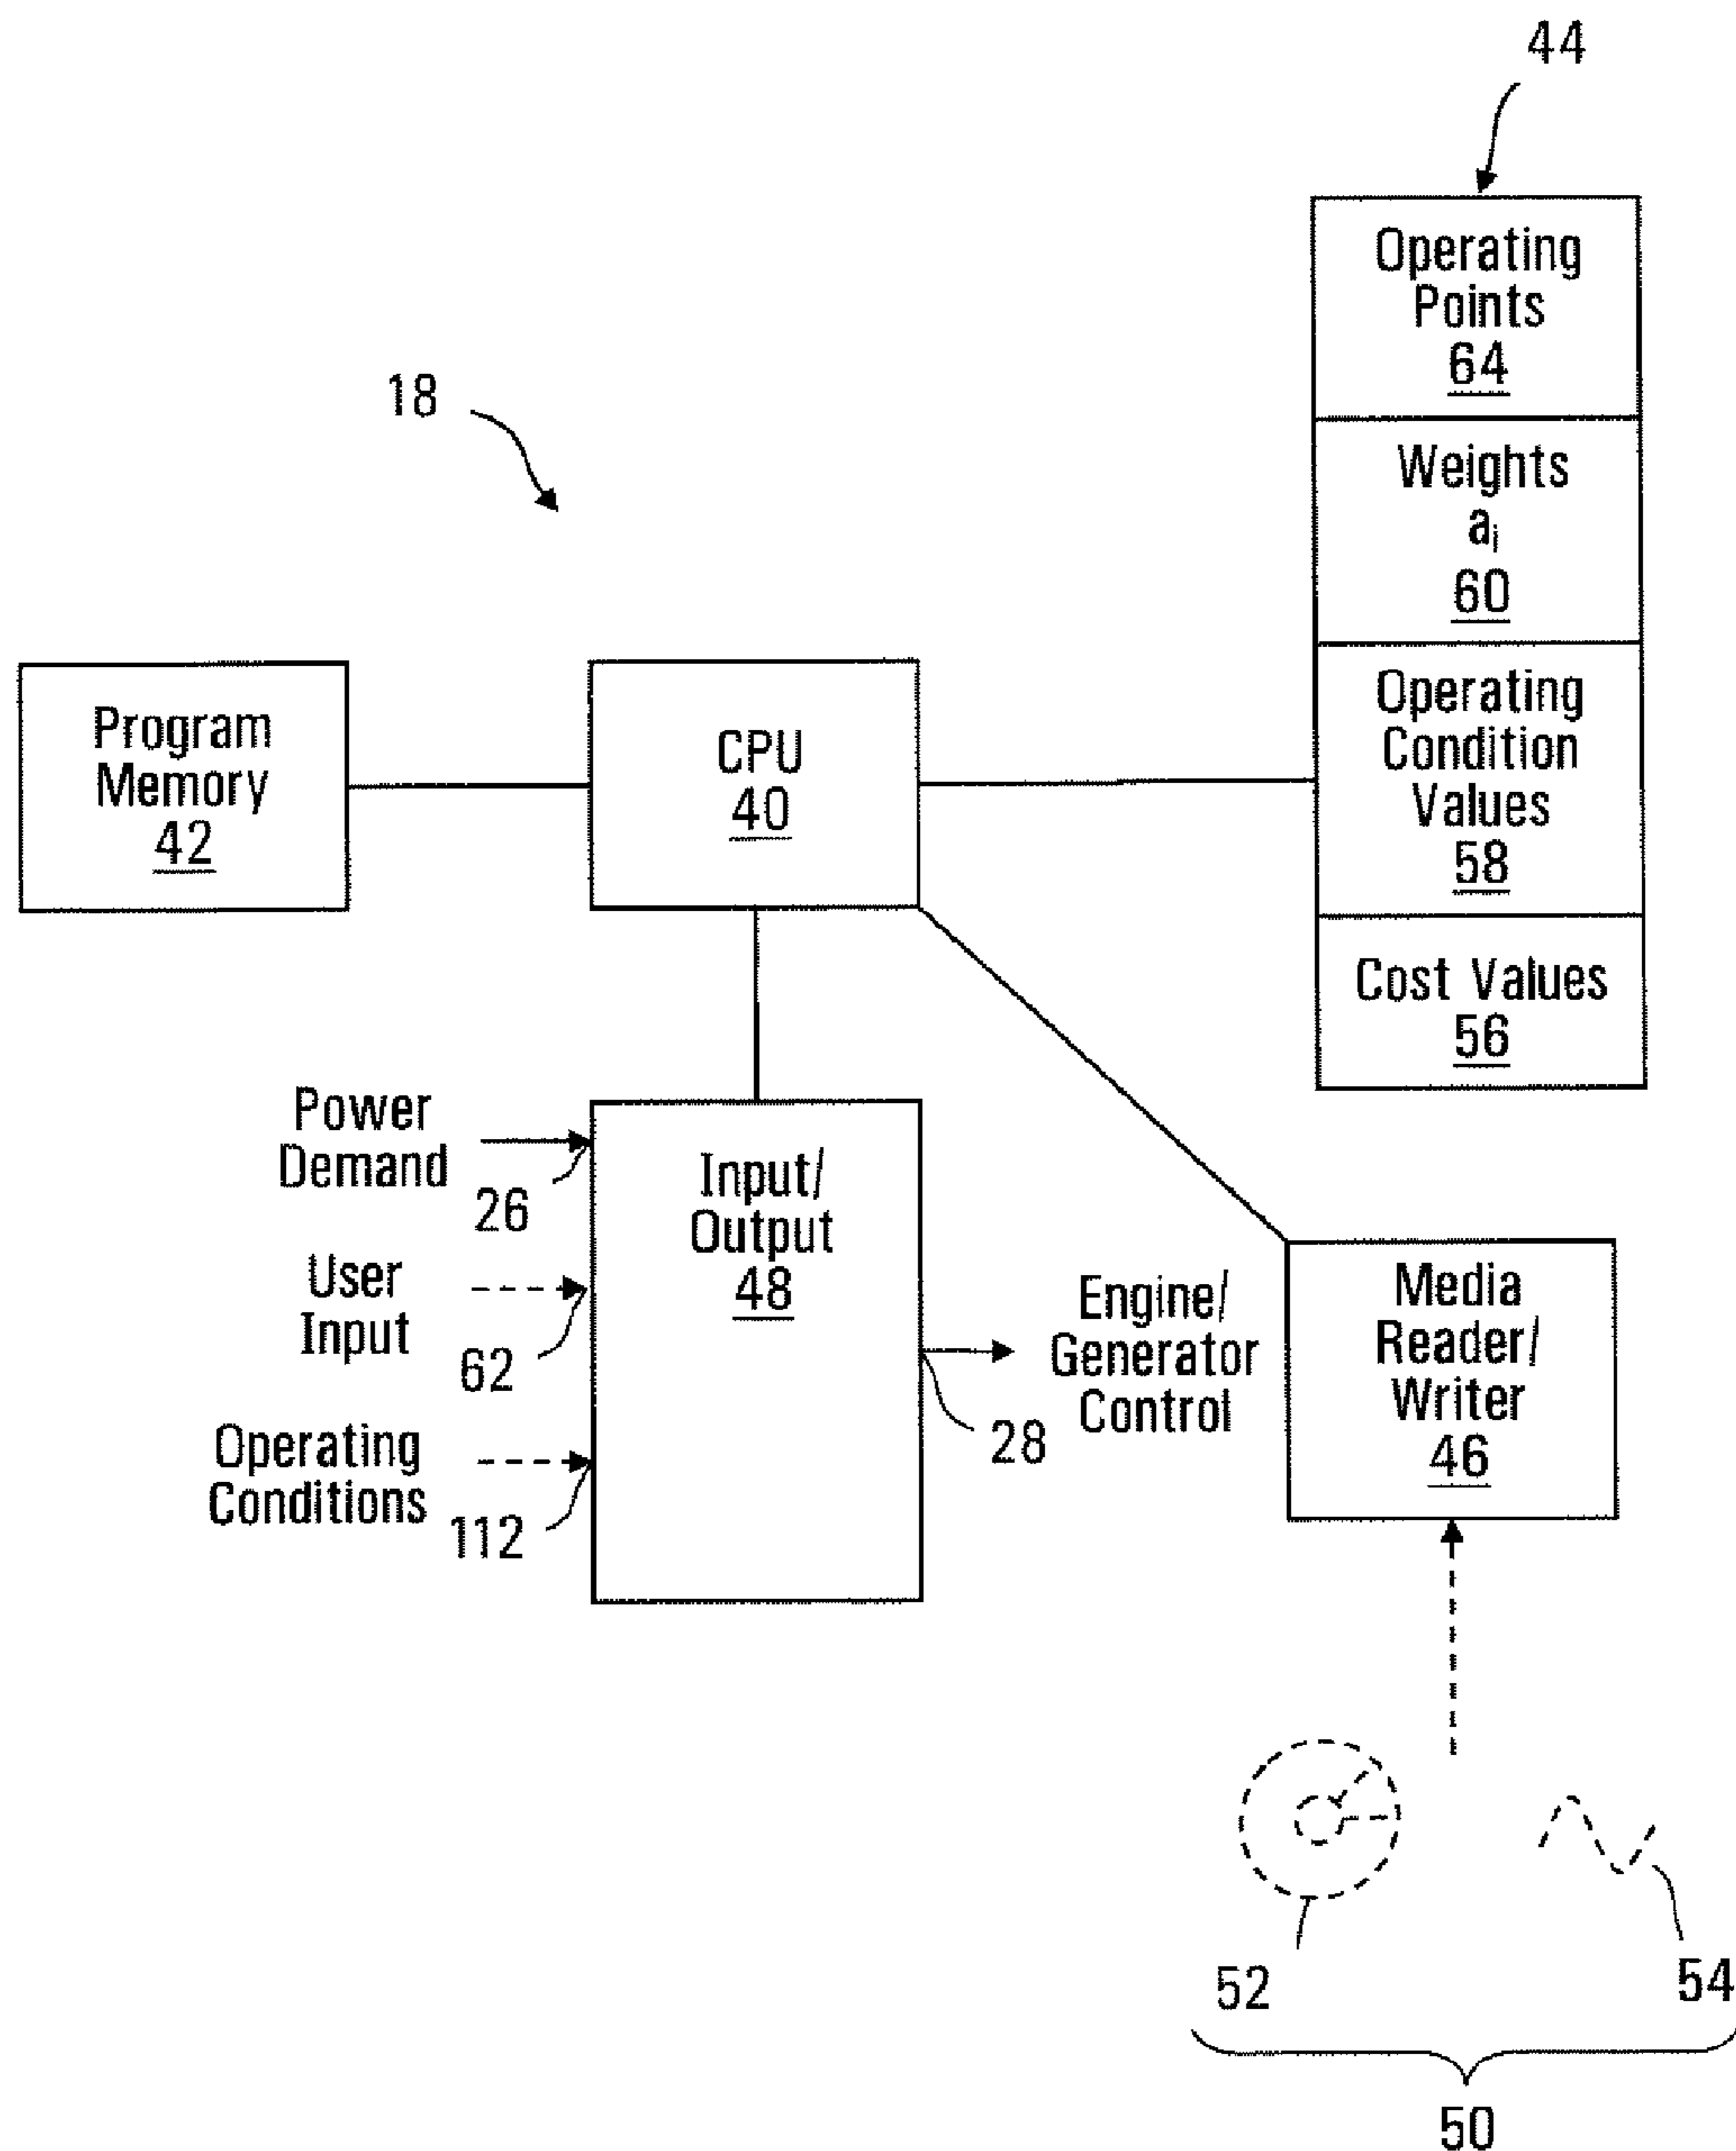 44
Operating
Points
64
18
Weights
ai
60
Program
Memory
42
CPU
40
Operating
Condition
Values
58
Cost Values
56
Power
Demand
26
User
Input
62
Operating
Conditions
112
Input/
Output
48
Engine/
Generator
Control
28
Media
Reader/
Writer
46
52
54
50